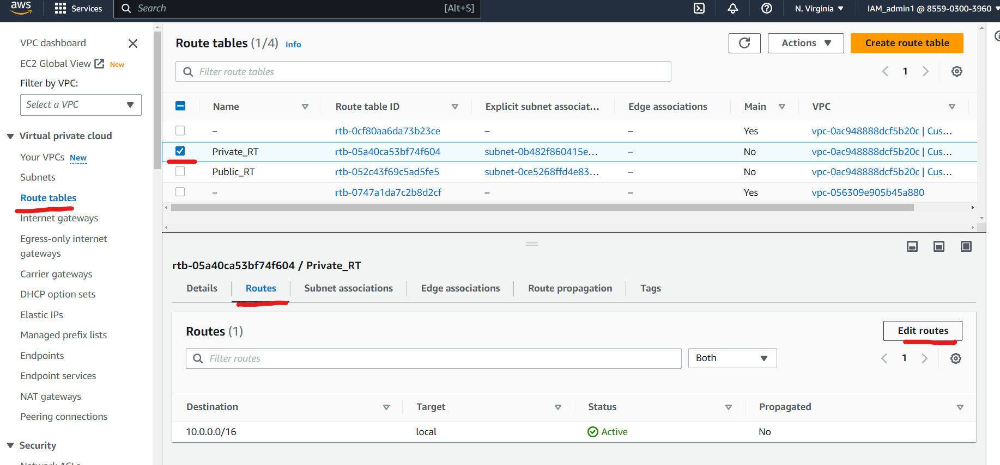 aws
Services
Search
[Alt+S]
N. Virginia
IAM_admin1 @ 8559-0300-3960
VPC dashboard
EC2 Global View New
Filter by VPC:
Select a VPC
Virtual private cloud
Your VPCs New
Subnets
Route tables
Internet gateways
Egress-only internet
gateways
Carrier gateways
DHCP option sets
Elastic IPs
Managed prefix lists
Endpoints
Endpoint services
NAT gateways
Peering connections
Security
Route tables (1/4) Info
Actions
Create route table
Filter route tables
1
Name Route table ID Explicit subnet associat... Edge associations Main VPC
– rtb-0cf80aa6da73b23ce – – Yes vpc-0ac948888dcf5b20c | Cus...
Private_RT rtb-05a40ca53bf74f604 subnet-0b482f860415e... – No vpc-0ac948888dcf5b20c | Cus...
Public_RT rtb-052c43f69c5ad5fe5 subnet-0ce5268ffd4e83... – No vpc-0ac948888dcf5b20c | Cus...
– rtb-0747a1da7c2b8d2cf – – Yes vpc-056309e905b45a880
rtb-05a40ca53bf74f604 / Private_RT
Details Routes Subnet associations Edge associations Route propagation Tags
Routes (1)
Edit routes
Filter routes
Both
1
Destination Target Status Propagated
10.0.0.0/16 local Active No